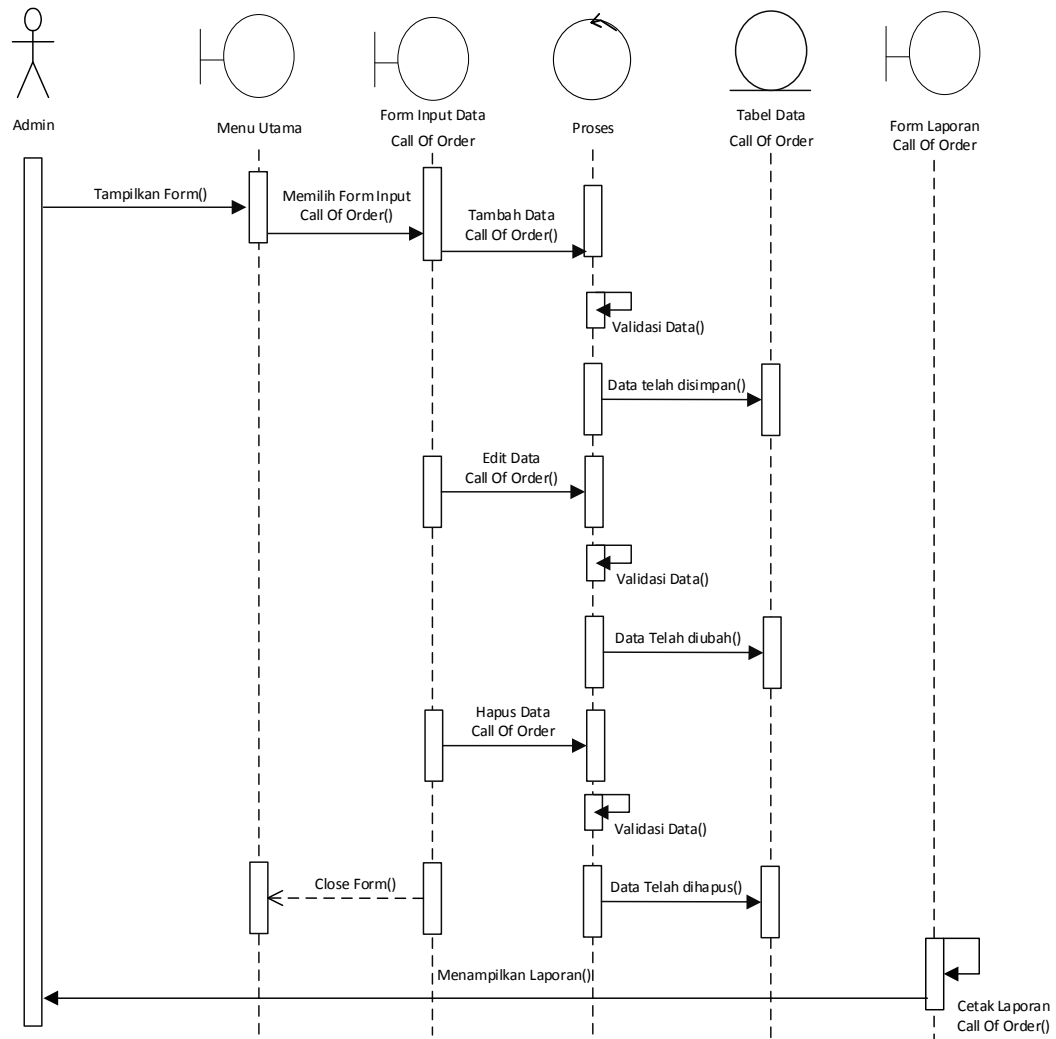 Admin
Menu Utama
Form Input Data
Call Of Order
Proses
Tabel Data
Call Of Order
Form Laporan
Call Of Order
Tampilkan Form()
Memilih Form Input
Call Of Order()
Tambah Data
Call Of Order()
Validasi Data()
Data telah disimpan()
Edit Data
Call Of Order()
Validasi Data()
Data Telah diubah()
Hapus Data
Call Of Order
Validasi Data()
Close Form()
Data Telah dihapus()
Menampilkan Laporan()
Cetak Laporan
Call Of Order()